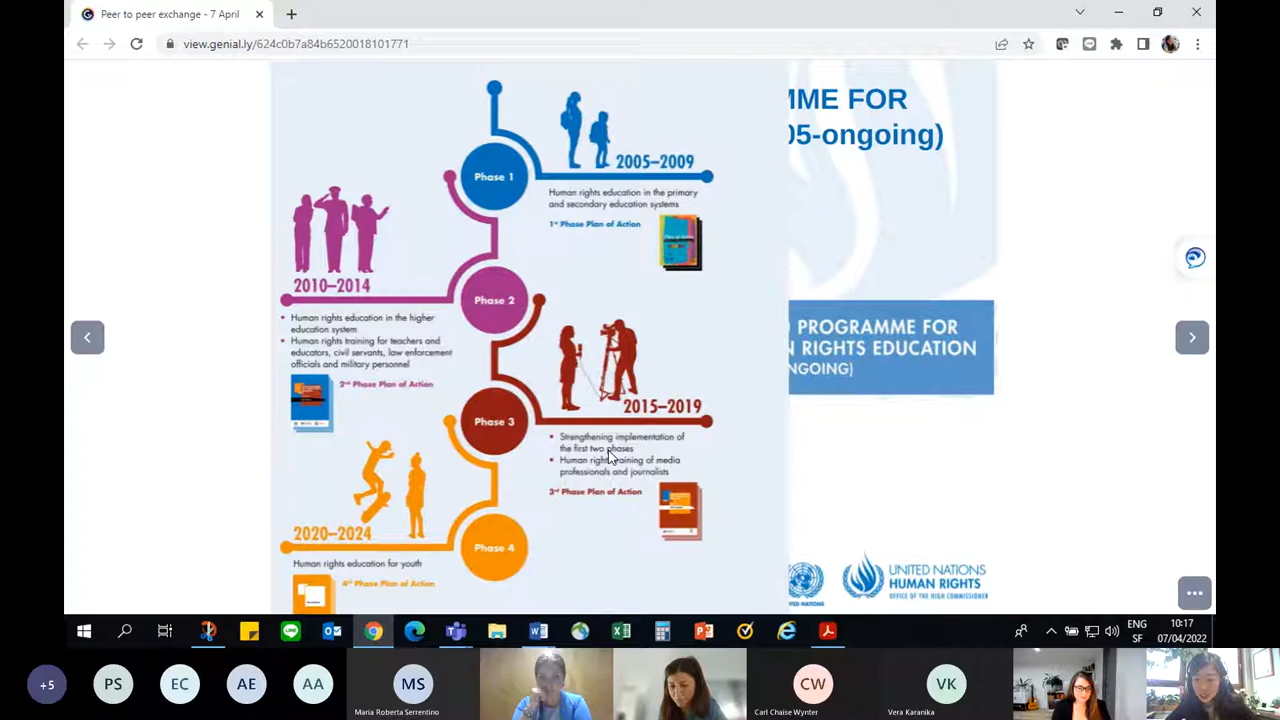 Peer to peer exchange - 7 April
view.genial.ly/624c0b7a84b6520018101771
MME FOR
05-ongoing)
2005–2009
Phase 1
Human rights education in the primary
and secondary education systems
1st Phase Plan of Action
2010–2014
Phase 2
Human rights education in the higher
education system
Human rights training for teachers and
educators, civil servants, law enforcement
officials and military personnel
2nd Phase Plan of Action
PROGRAMME FOR
RIGHTS EDUCATION
NGOING)
2015–2019
Phase 3
Strengthening implementation of
the first two phases
Human rights training of media
professionals and journalists
3rd Phase Plan of Action
2020–2024
Phase 4
Human rights education for youth
4th Phase Plan of Action
UNITED NATIONS
HUMAN RIGHTS
OFFICE OF THE HIGH COMMISSIONER
NATIONS
ENG
SF
10:17
07/04/2022
+5
PS
EC
AE
AA
MS
Maria Roberta Serrentino
CW
Carl Chaise Wynter
VK
Vera Karanika